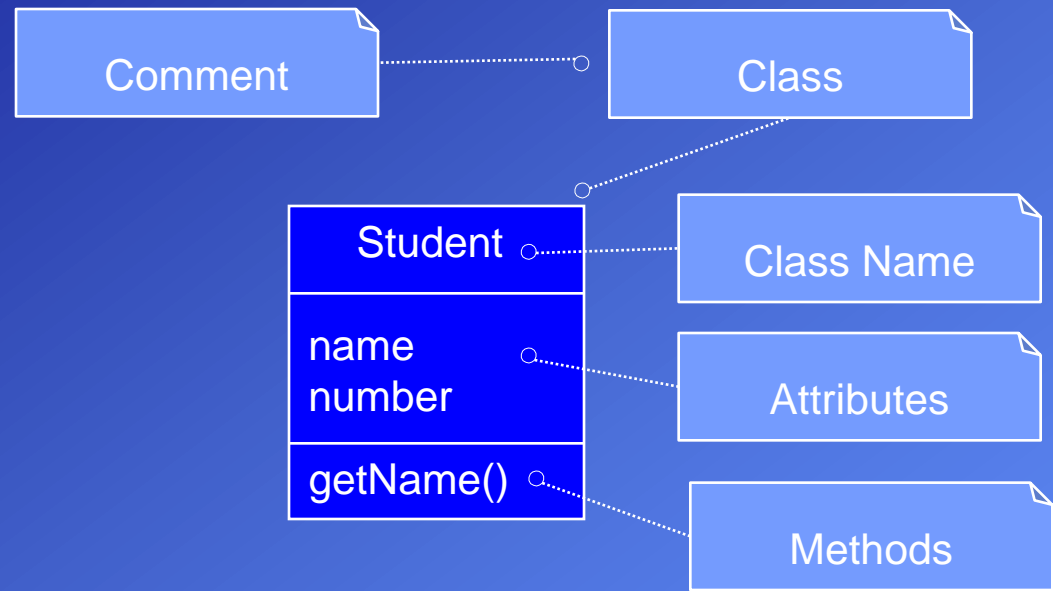 Comment
Class
Student
Class Name
name
number
Attributes
getName()
Methods